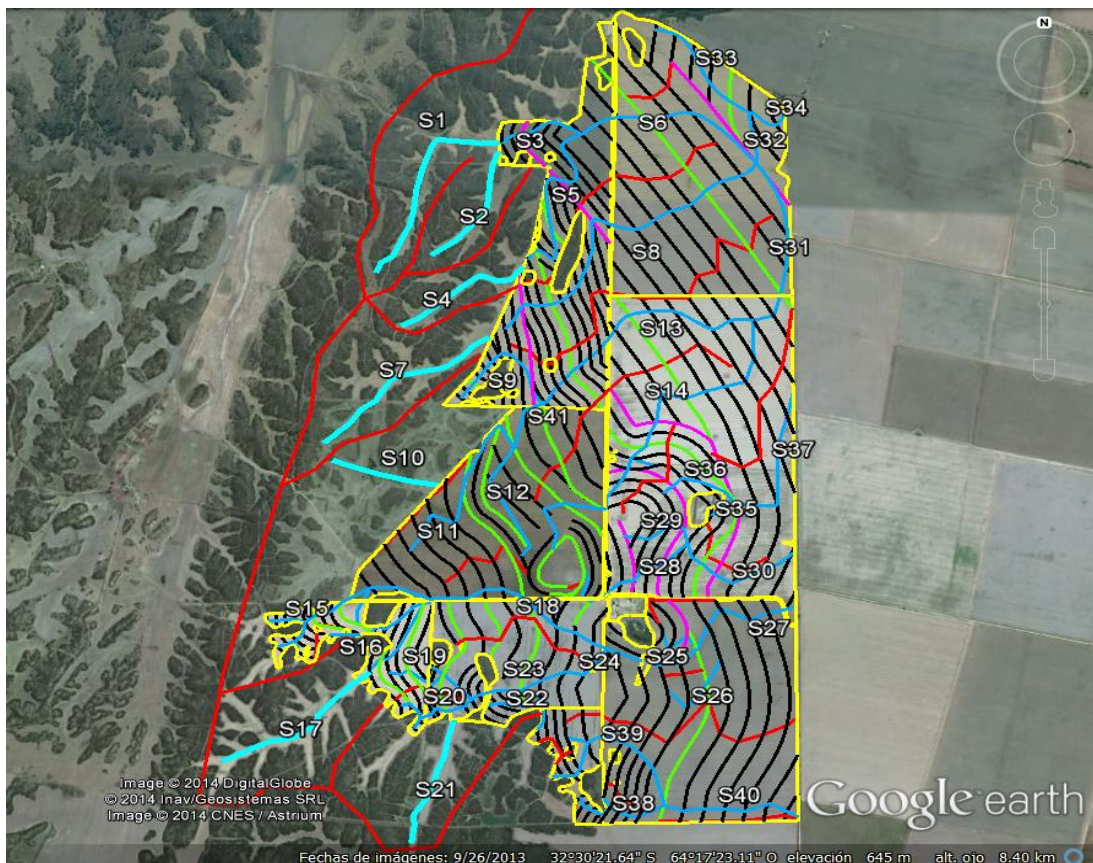 N
S33
S34
S1
S6
S3
S32
S5
S2
S31
S8
S4
S13
S7
S9
S14
S41
S37
S10
S36
S12
S35
S29
S11
S28
S30
S15
S18
S27
S16
S19
S24
S25
S23
S20
S22
S26
S17
S39
S21
S38
S40
Image © 2014 DigitalGlobe
© 2014 Inav/Geosistemas SRL
Image © 2014 CNES / Astrium
Google earth
Fechas de imágenes: 9/26/2013 32°30'21.64" S 64°17'23.11" O elevación 645 m alt. ojo 8.40 km